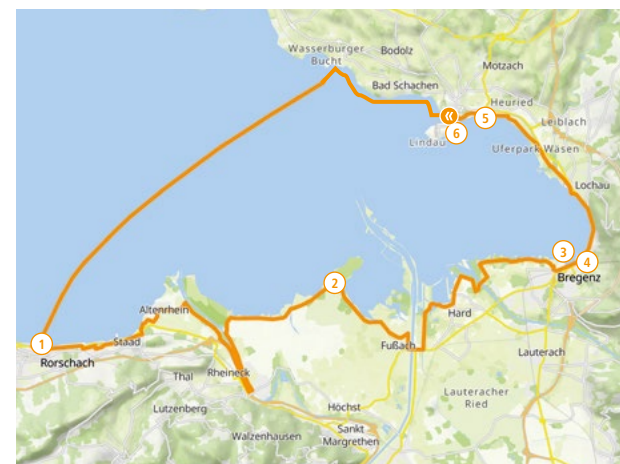 Wasserburger
Bucht
Bodolz
Motzach
Bad Schachen
Heuried
«
5
6
Leiblach
Lindau
Uferpark Wasen
Lochau
3
4
2
Bregenz
Altenrhein
Hard
1
Staad
Fußach
Rorschach
Lauterach
Thal
Rheineck
Lauteracher
Ried
Lutzenberg
Höchst
Sankt
Margrethen
Walzenhausen